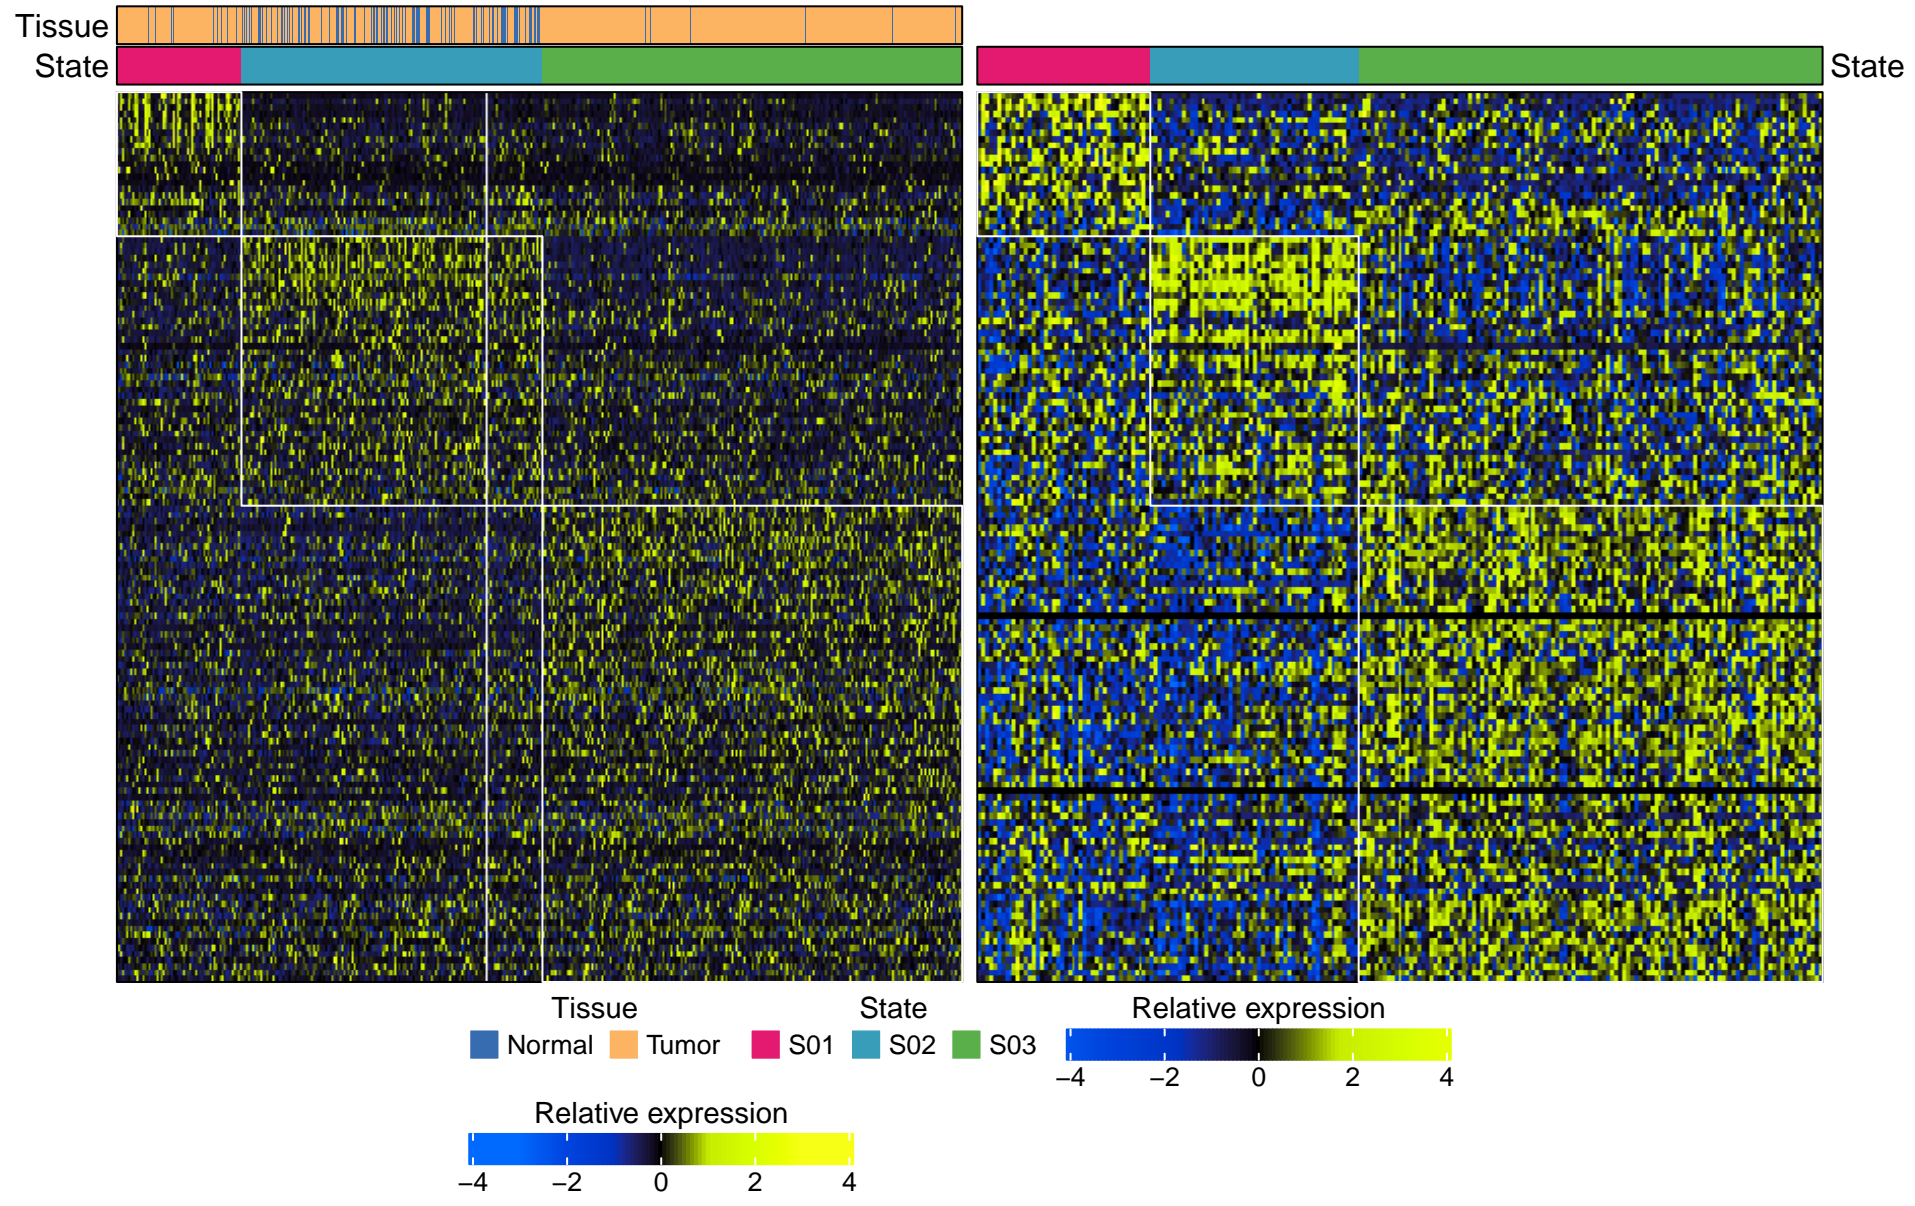 Tissue
State
State
Tissue
Normal Tumor
State
S01 S02 S03
Relative expression
−4 −2 0 2 4
Relative expression
−4 −2 0 2 4